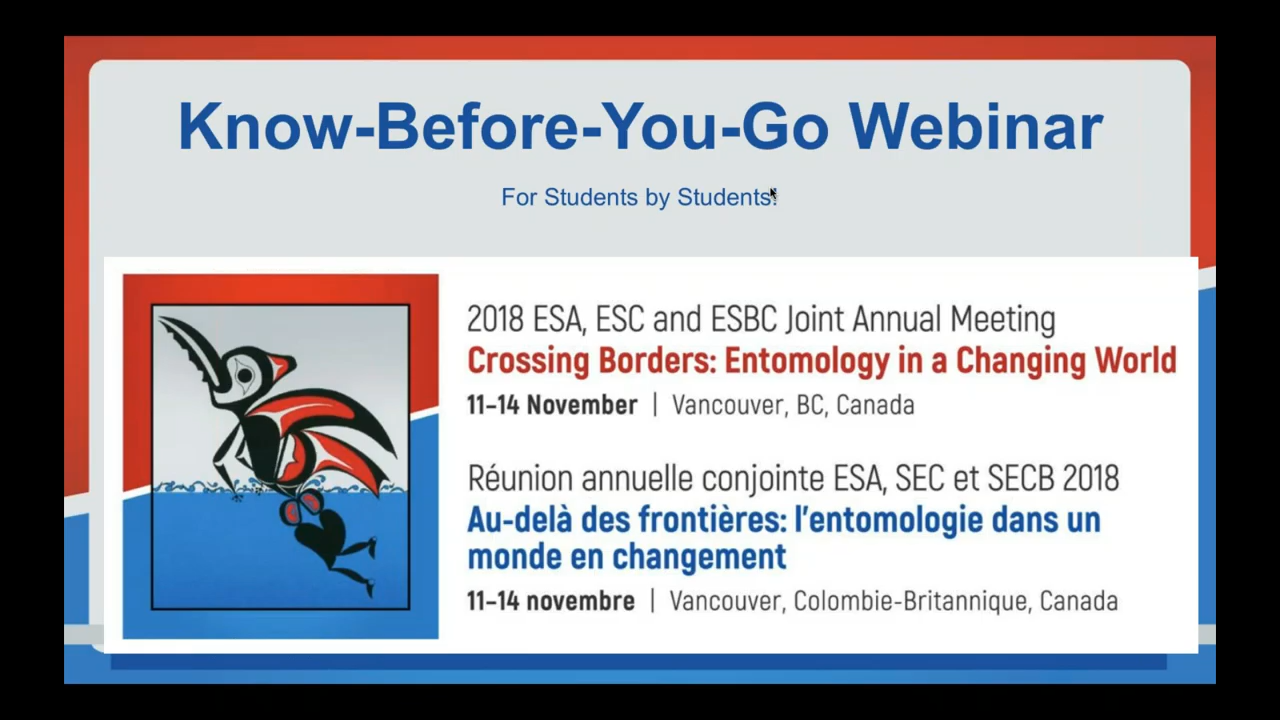 Know-Before-You-Go Webinar
For Students by Students!
2018 ESA, ESC and ESBC Joint Annual Meeting
Crossing Borders: Entomology in a Changing World
11–14 November | Vancouver, BC, Canada
Réunion annuelle conjointe ESA, SEC et SECB 2018
Au-delà des frontières: l'entomologie dans un
monde en changement
11–14 novembre | Vancouver, Colombie-Britannique, Canada